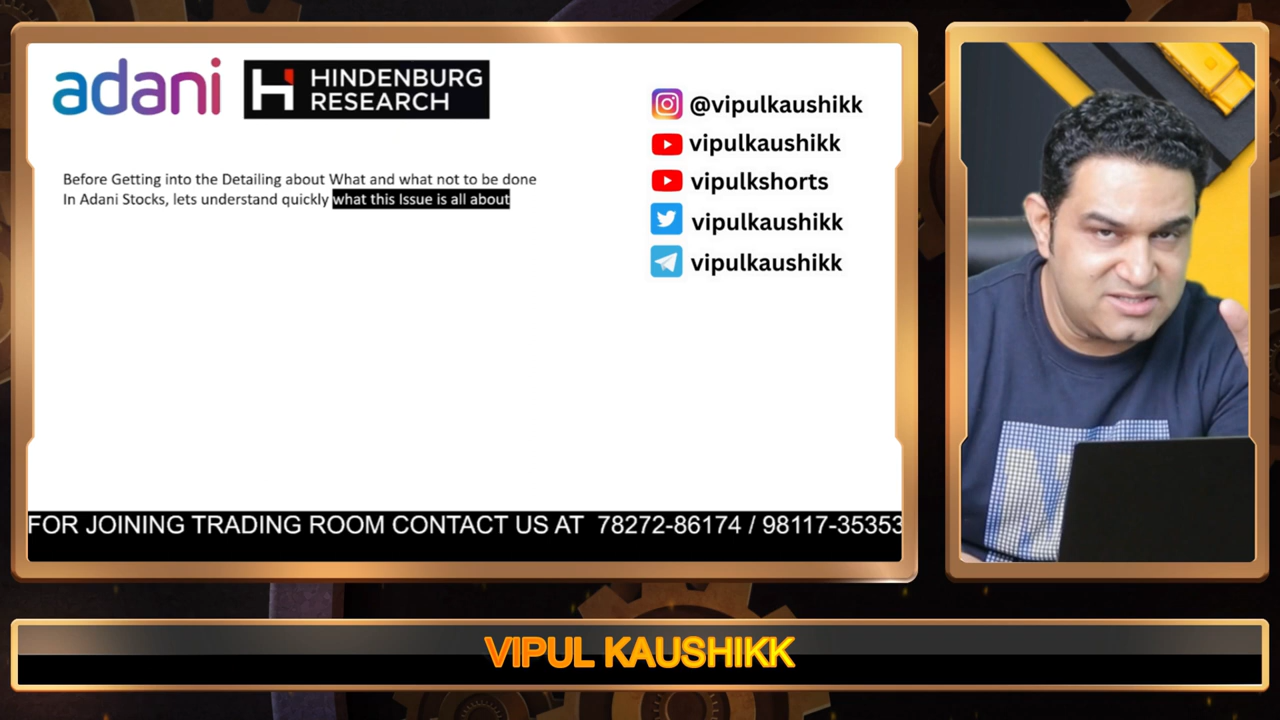 adani
HINDENBURG
RESEARCH
@vipulkaushikk
vipulkaushikk
vipulkshorts
vipulkaushikk
vipulkaushikk
Before Getting into the Detailing about What and what not to be done
In Adani Stocks, lets understand quickly what this Issue is all about
FOR JOINING TRADING ROOM CONTACT US AT 78272-86174 / 98117-35353
VIPUL KAUSHIKK